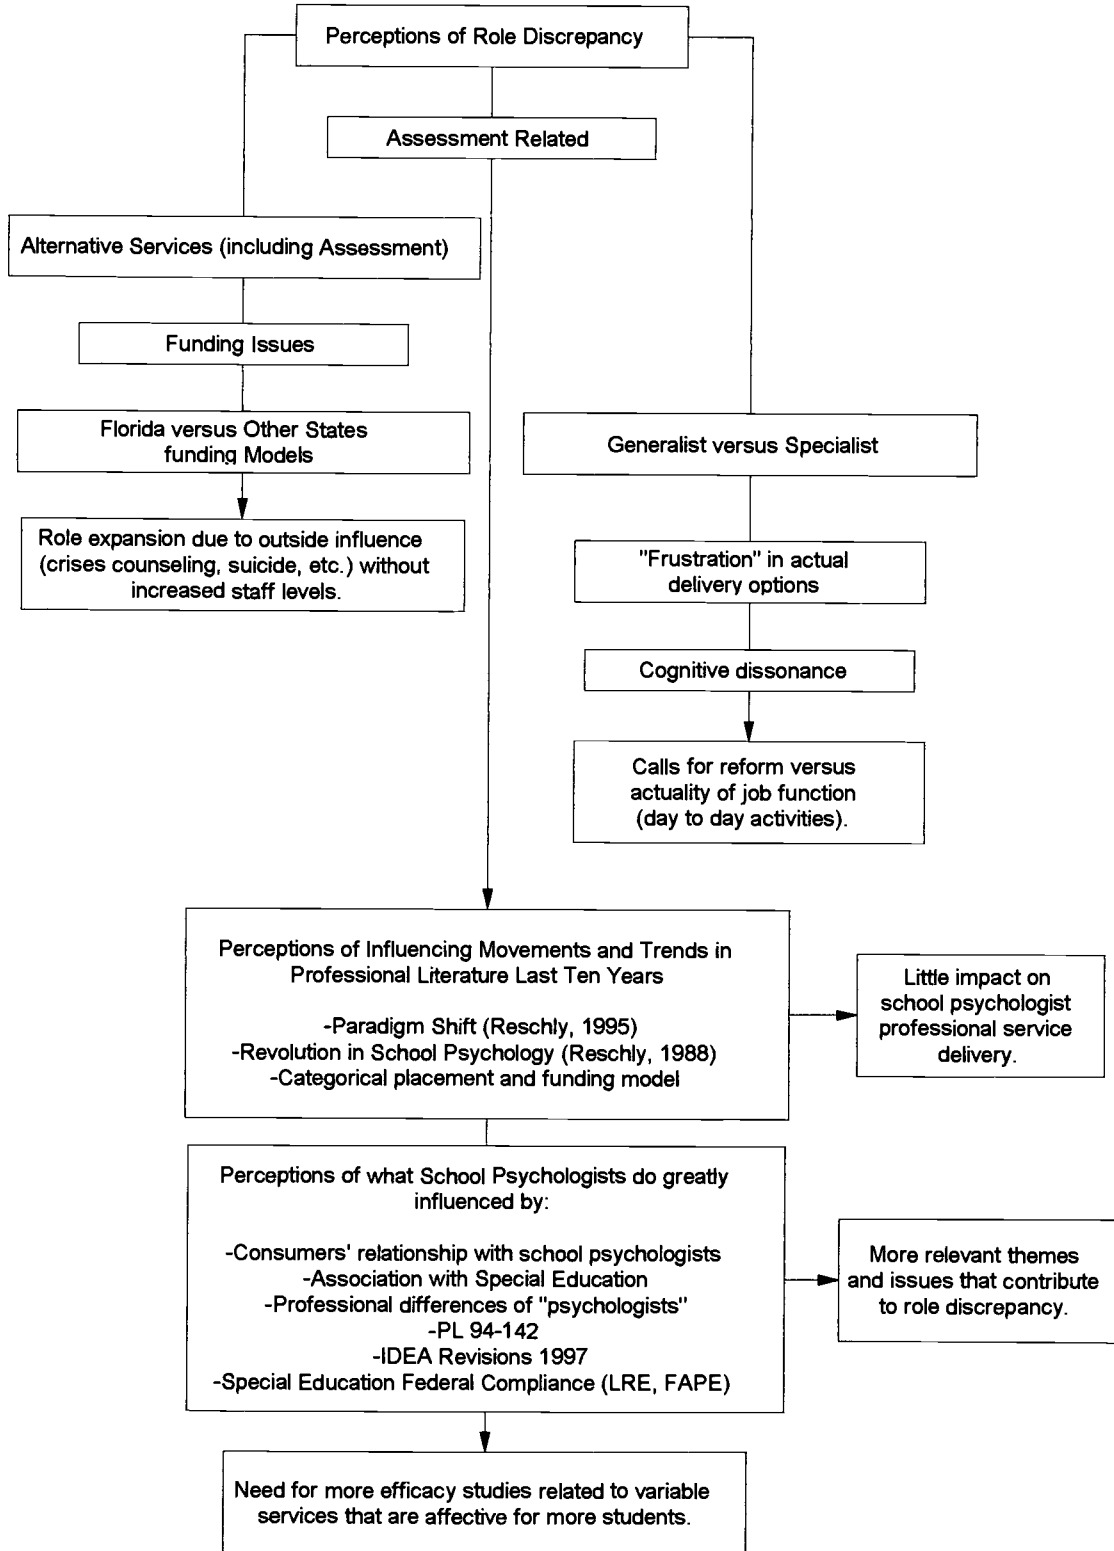 Perceptions of Role Discrepancy
Assessment Related
Alternative Services (including Assessment)
Funding Issues
Florida versus Other States
funding Models
Role expansion due to outside influence
(crises counseling, suicide, etc.) without
increased staff levels.
Generalist versus Specialist
"Frustration" in actual
delivery options
Cognitive dissonance
Calls for reform versus
actuality of job function
(day to day activities).
Perceptions of Influencing Movements and Trends in
Professional Literature Last Ten Years
-Paradigm Shift (Reschly, 1995)
-Revolution in School Psychology (Reschly, 1988)
-Categorical placement and funding model
Little impact on
school psychologist
professional service
delivery.
Perceptions of what School Psychologists do greatly
influenced by:
-Consumers' relationship with school psychologists
-Association with Special Education
-Professional differences of "psychologists"
-PL 94-142
-IDEA Revisions 1997
-Special Education Federal Compliance (LRE, FAPE)
More relevant themes
and issues that contribute
to role discrepancy.
Need for more efficacy studies related to variable
services that are affective for more students.